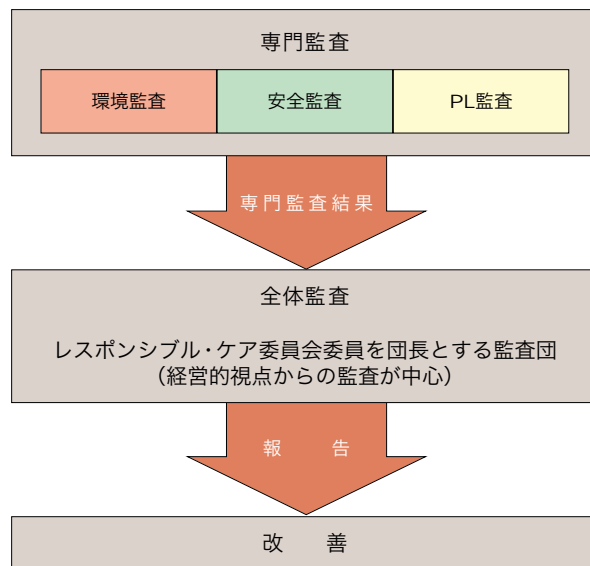 専門監査
環境監査 安全監査 PL監査
専門監査結果
全体監査
レスポンシブル・ケア委員会委員を団長とする監査団
（経営的視点からの監査が中心）
報　告
改　善